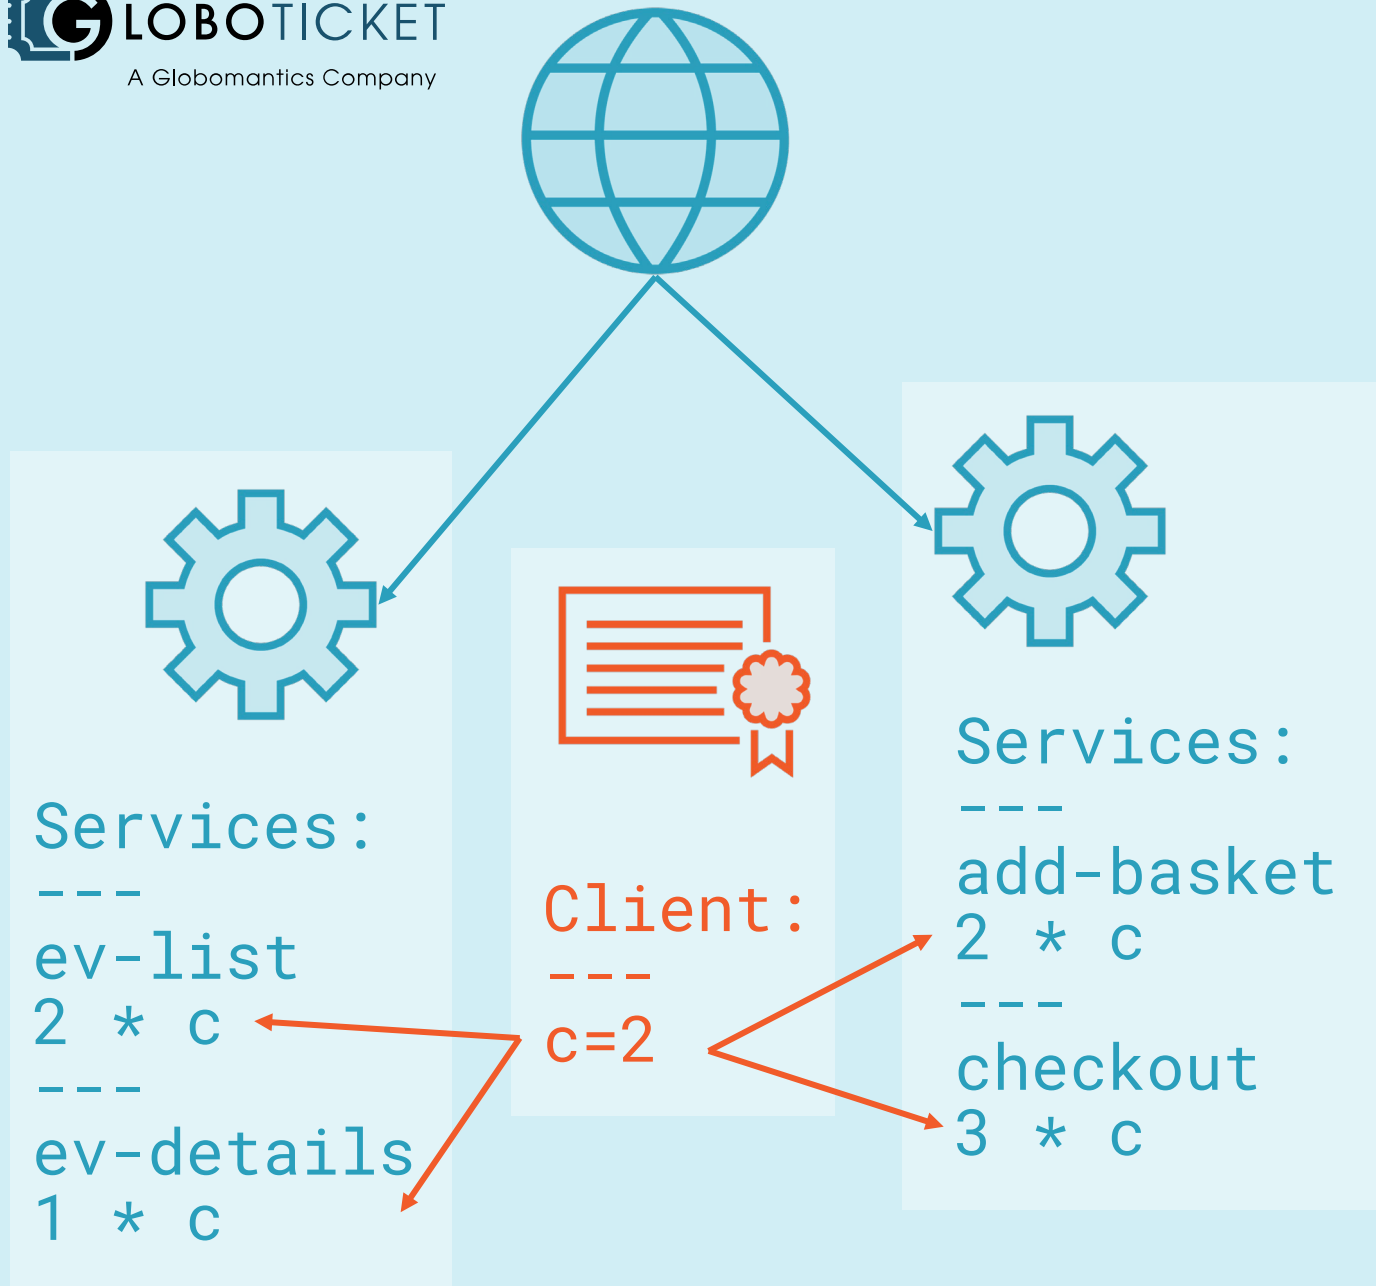 GLOBOTICKET
A Globomantics Company
Services:
---
ev-list
2 * c
---
ev-details
1 * c
Client:
---
c=2
Services:
---
add-basket
2 * c
---
checkout
3 * c